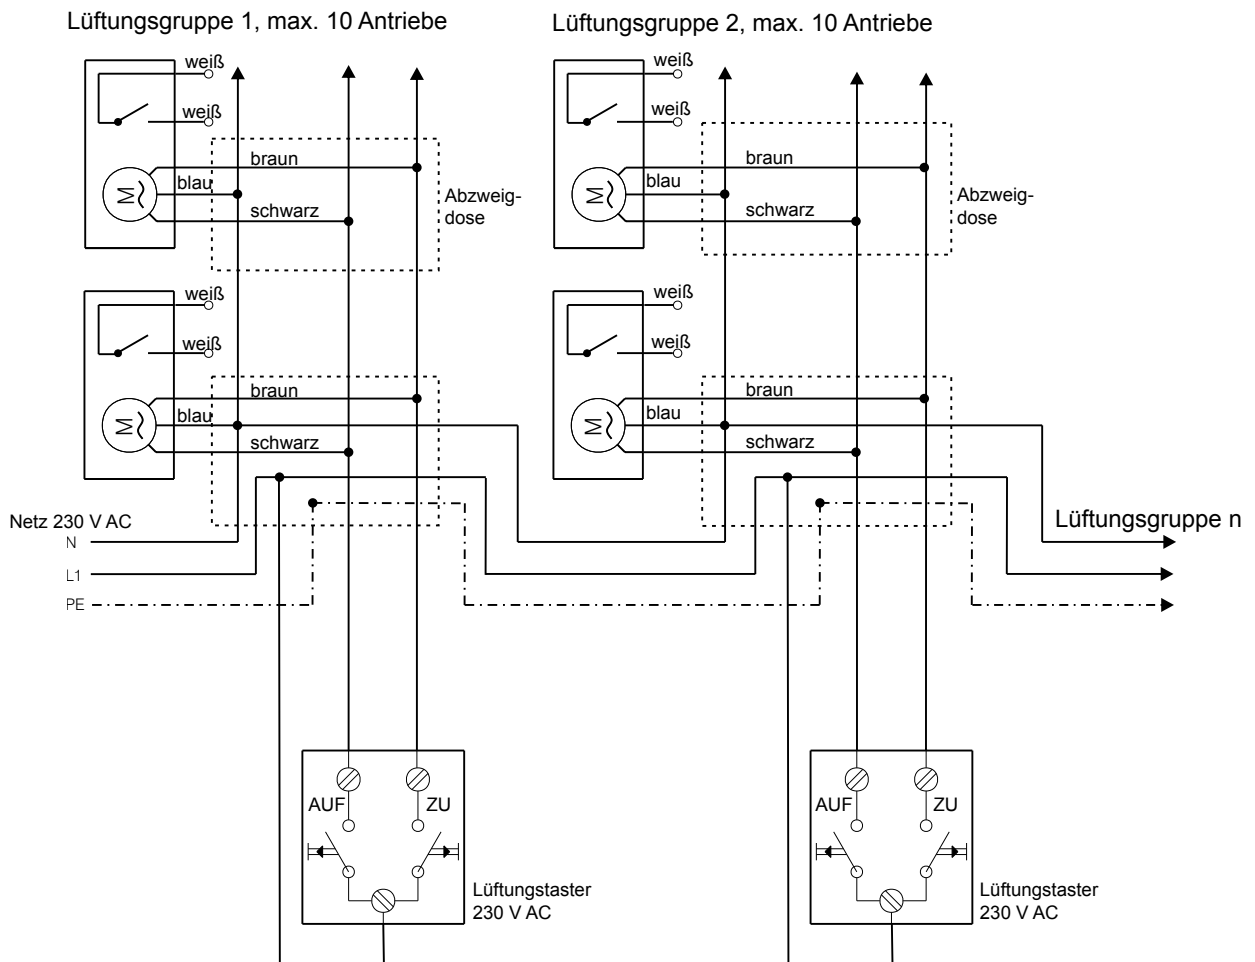 Lüftungsgruppe 1, max. 10 Antriebe
Lüftungsgruppe 2, max. 10 Antriebe
weiß
weiß
braun
blau
schwarz
M
Abzweig-
dose
weiß
weiß
braun
blau
schwarz
M
Abzweig-
dose
weiß
weiß
braun
blau
schwarz
M
weiß
weiß
braun
blau
schwarz
M
Netz 230 V AC
N
L1
PE
Lüftungsgruppe n
AUF
ZU
Lüftungstaster
230 V AC
AUF
ZU
Lüftungstaster
230 V AC